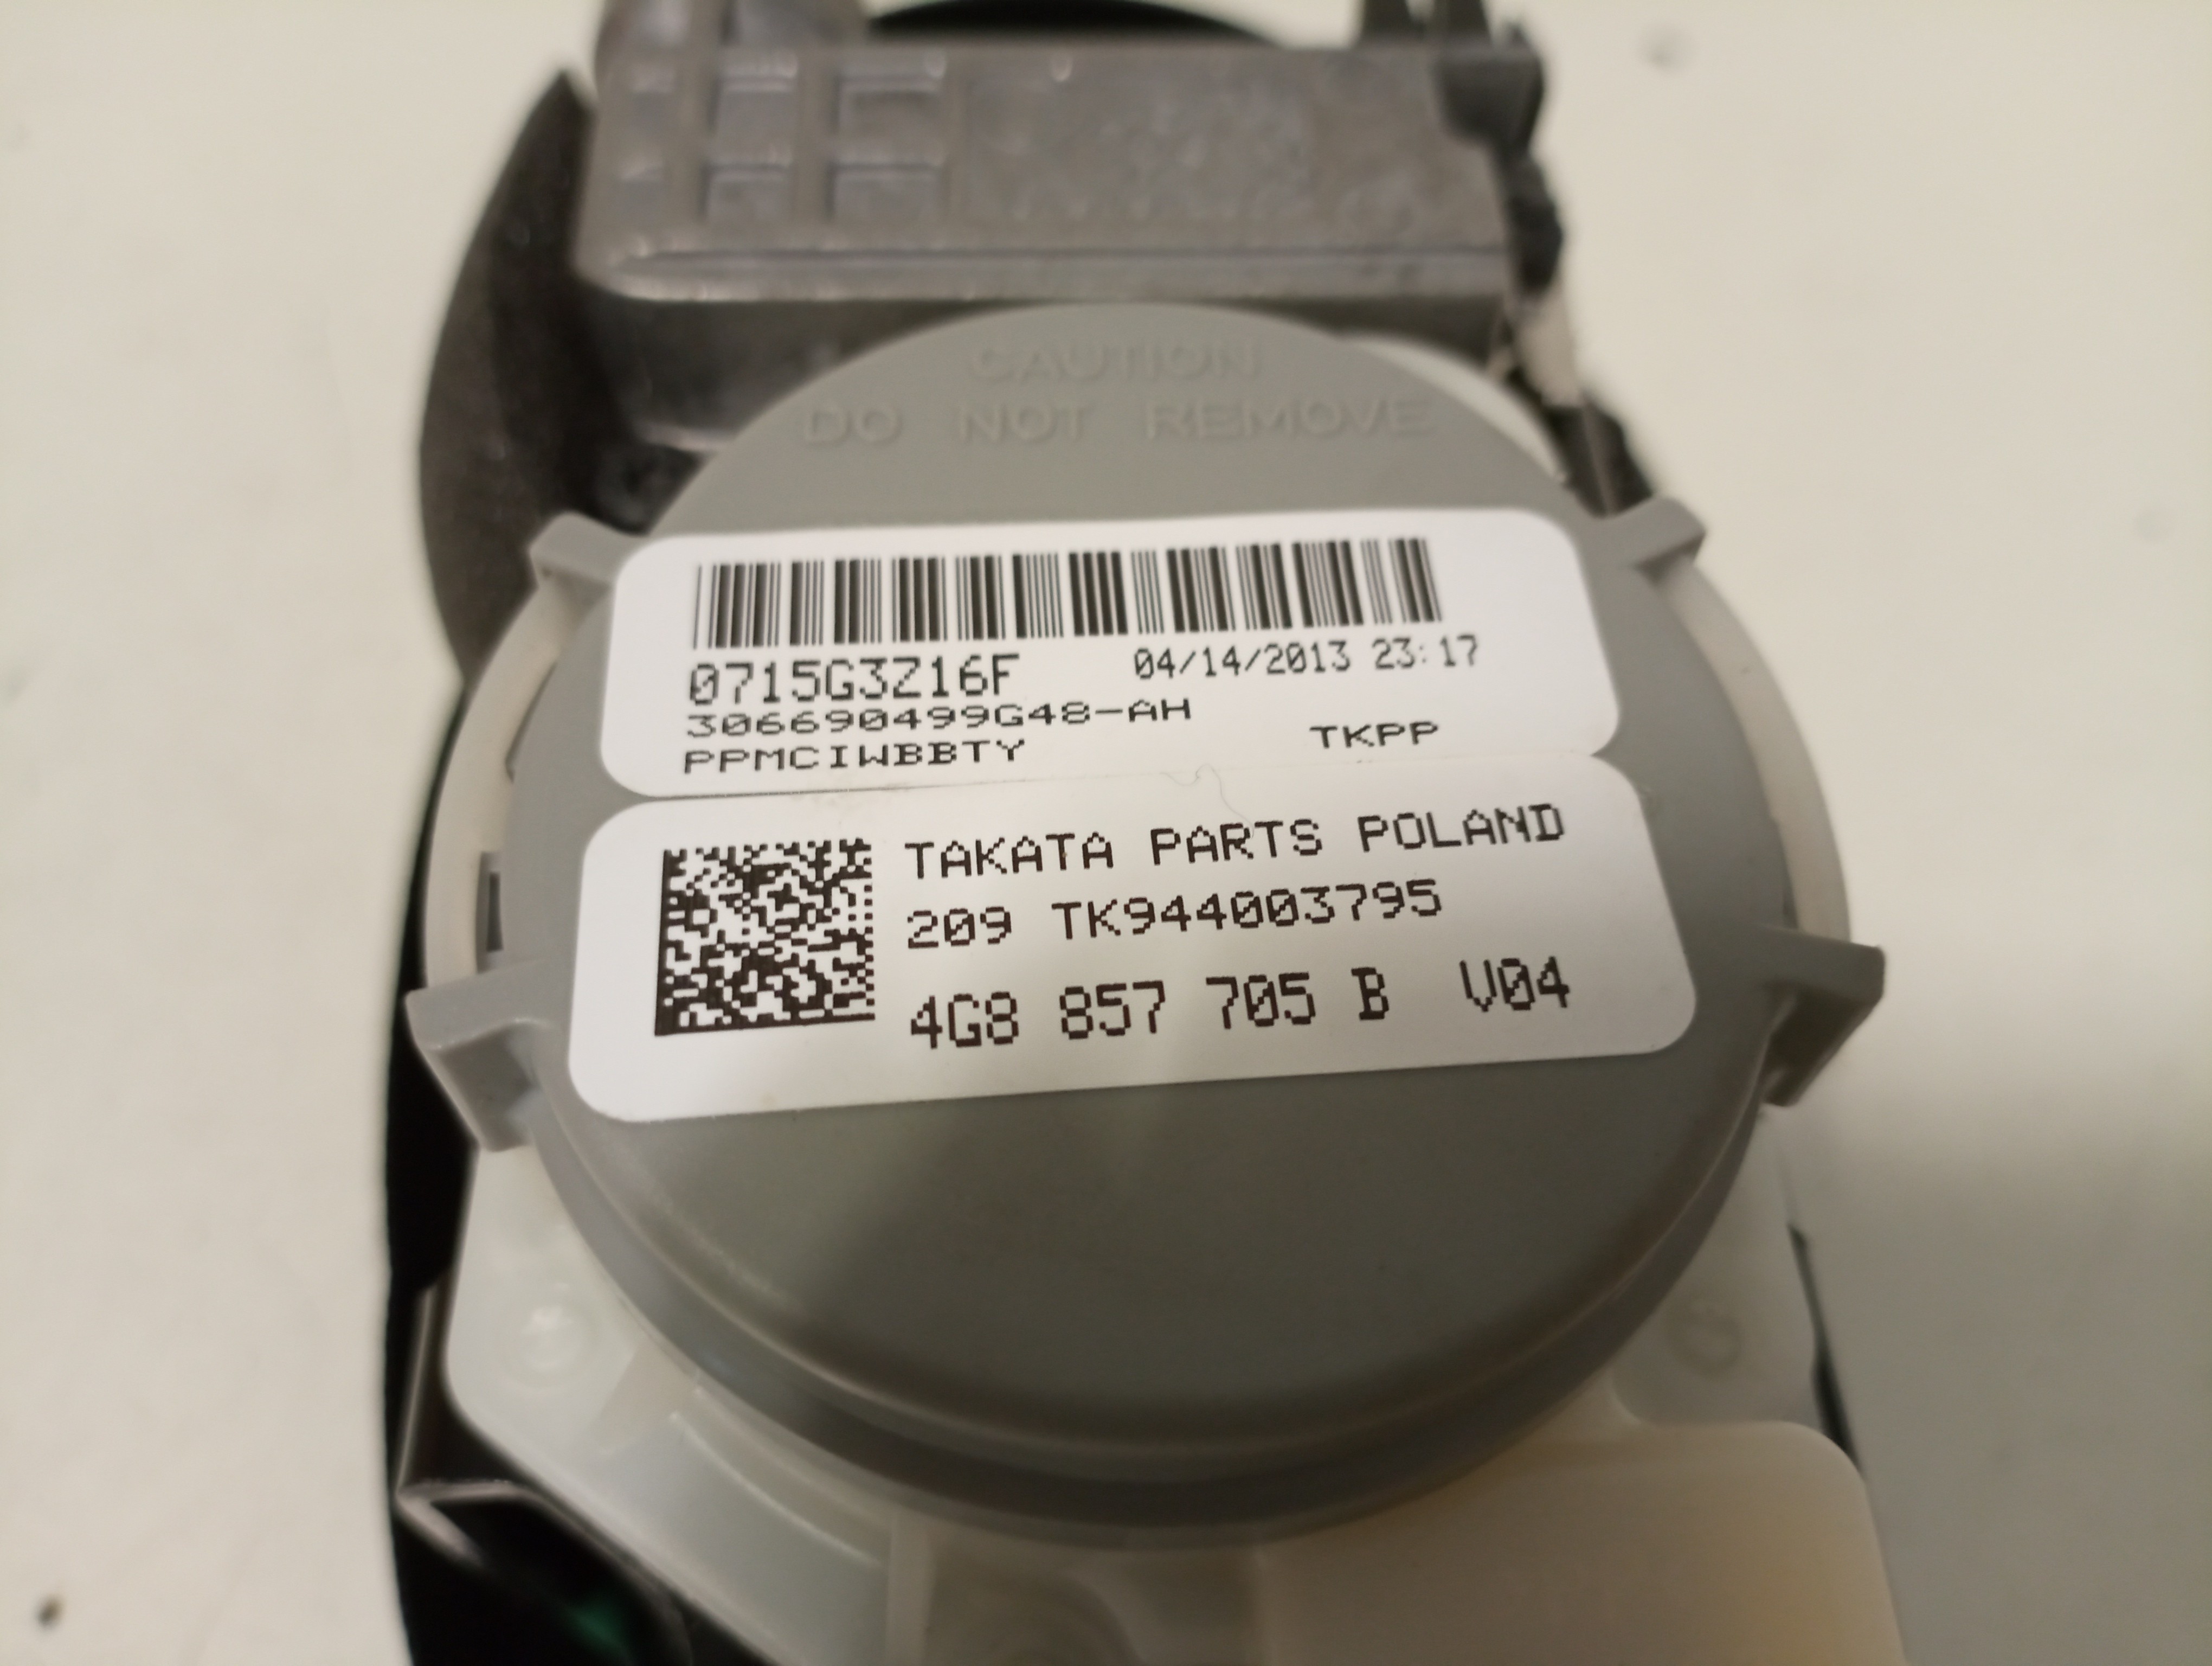 CAUTION
DO NOT REMOVE
0715G3Z16F 04/14/2013 23:17
306690499G48-AH
PPMCIWBBTY TKPP
TAKATA PARTS POLAND
209 TK944003795
4G8 857 705 B V04